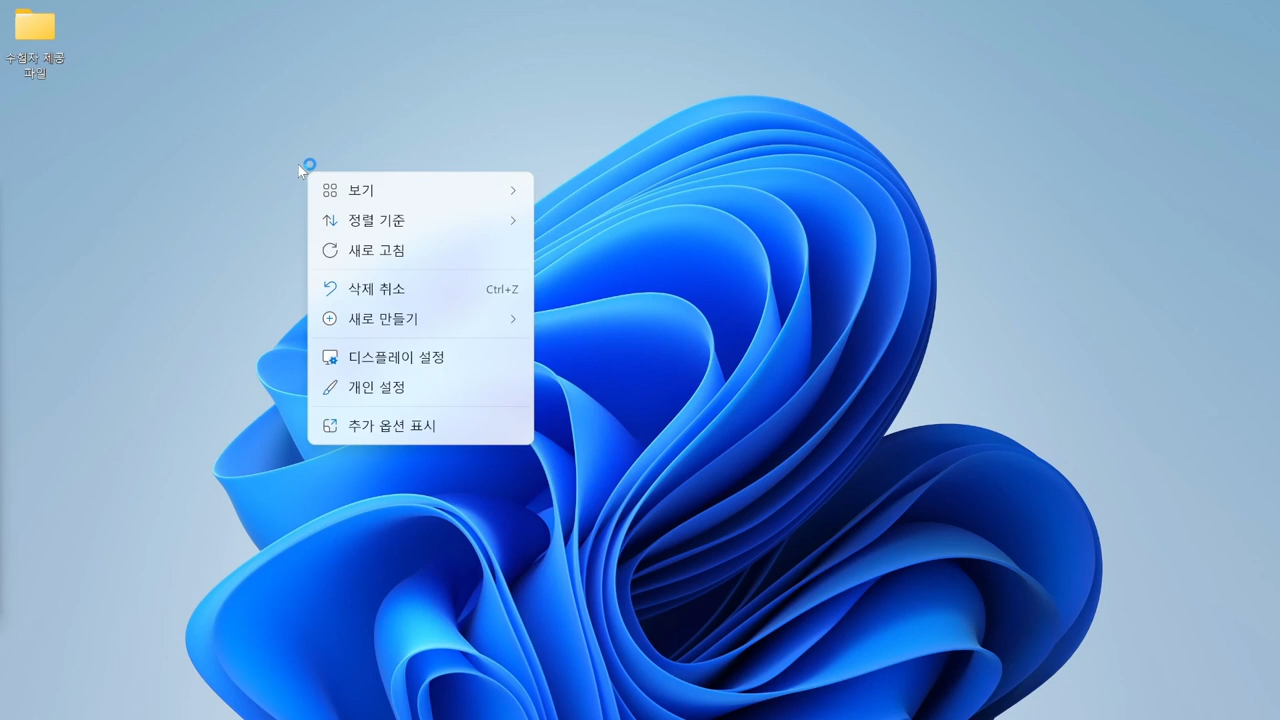 수험자 제공
파일
보기
정렬 기준
새로 고침
삭제 취소 Ctrl+Z
새로 만들기
디스플레이 설정
개인 설정
추가 옵션 표시